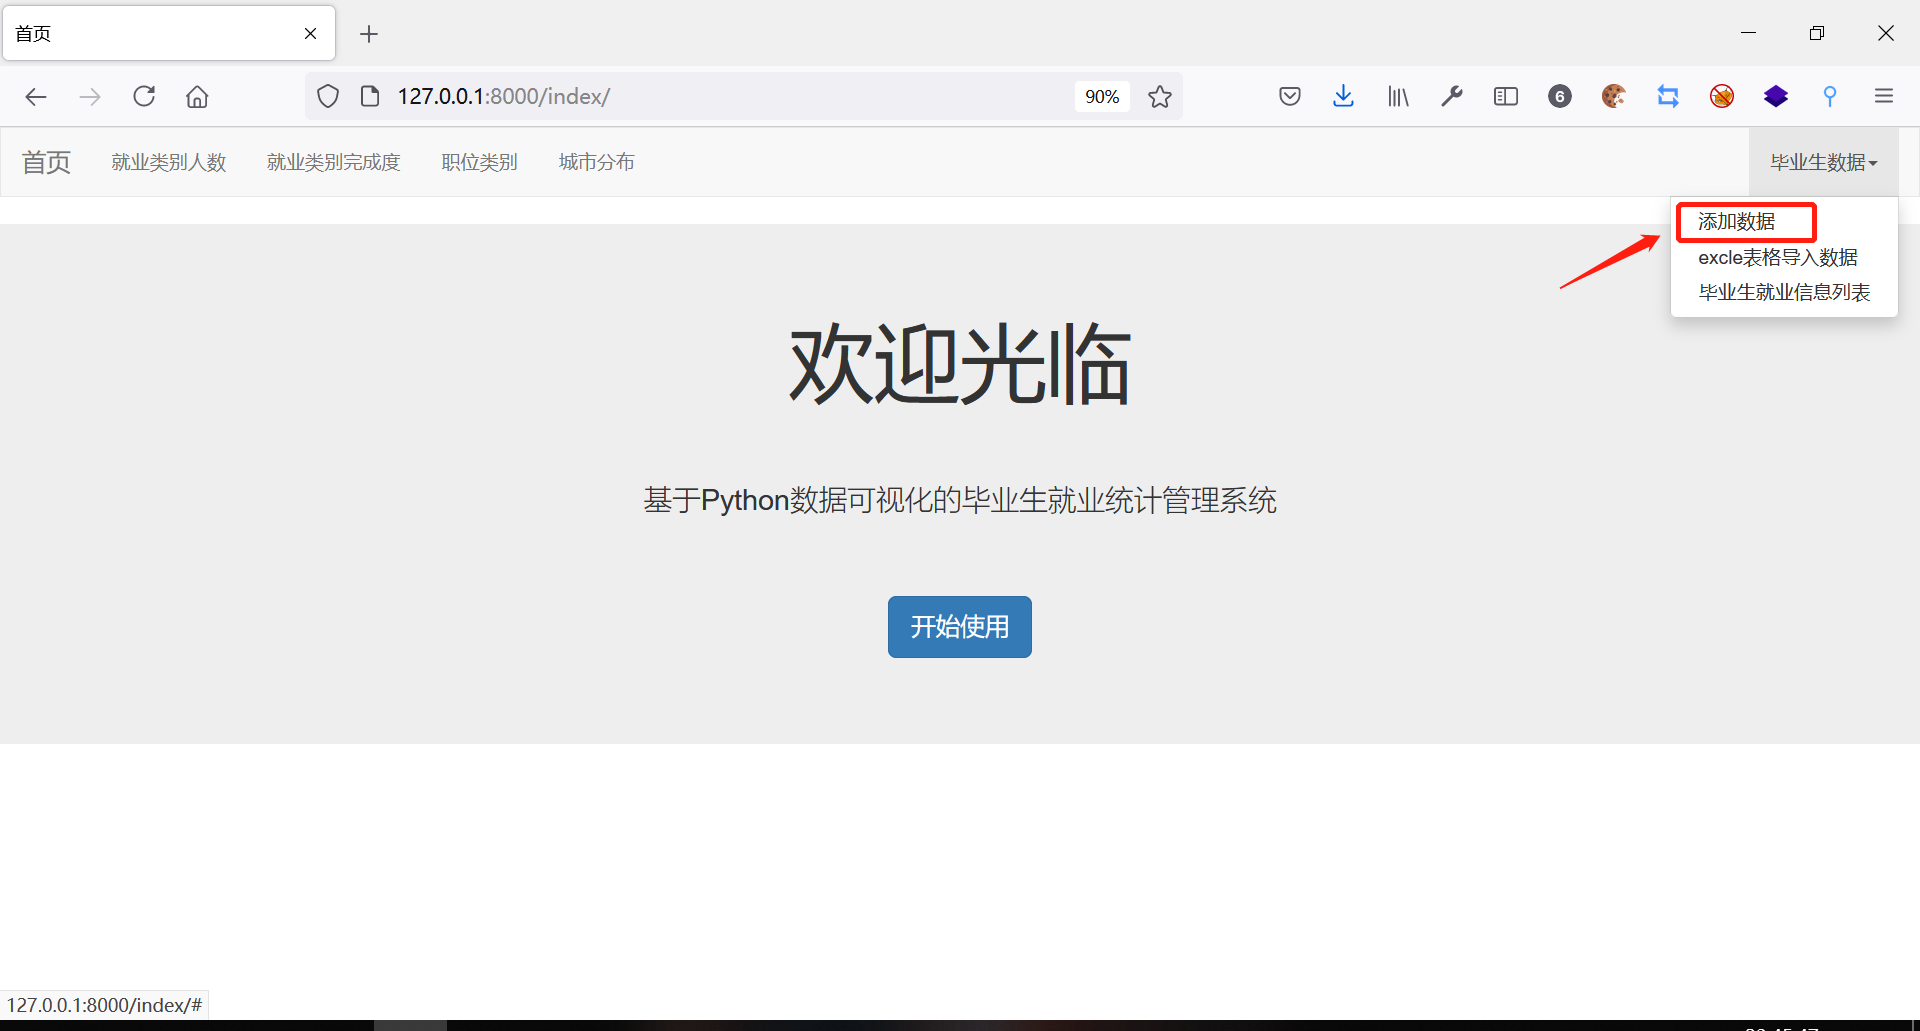 首页
127.0.0.1:8000/index/
90%
6
首页 就业类别人数 就业类别完成度 职位类别 城市分布 毕业生数据
添加数据
excle表格导入数据
毕业生就业信息列表
欢迎光临
基于Python数据可视化的毕业生就业统计管理系统
开始使用
127.0.0.1:8000/index/#